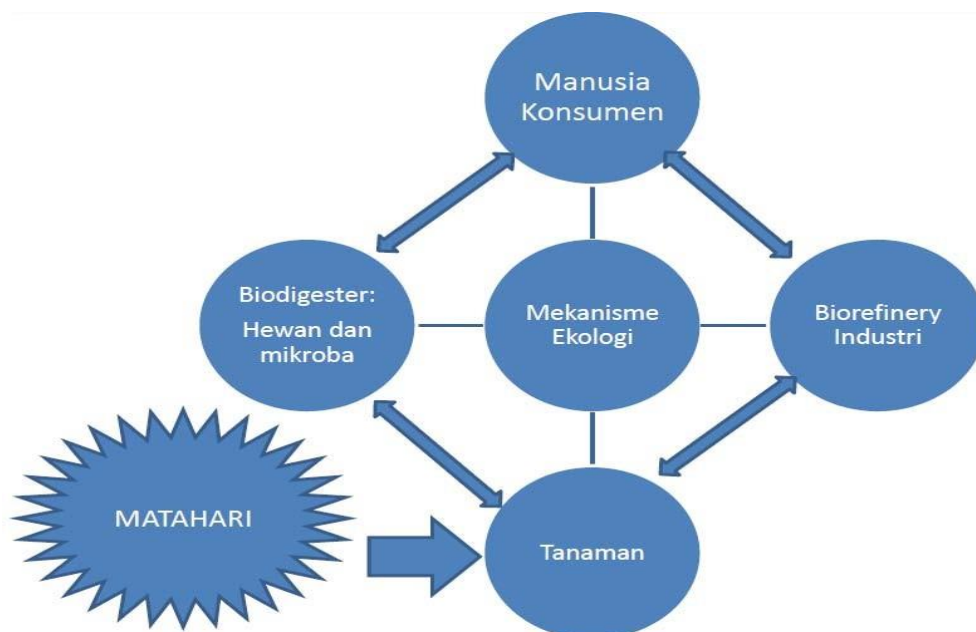 Manusia
Konsumen
Biodigester:
Hewan dan
mikroba
Mekanisme
Ekologi
Biorefinery
Industri
MATAHARI
Tanaman